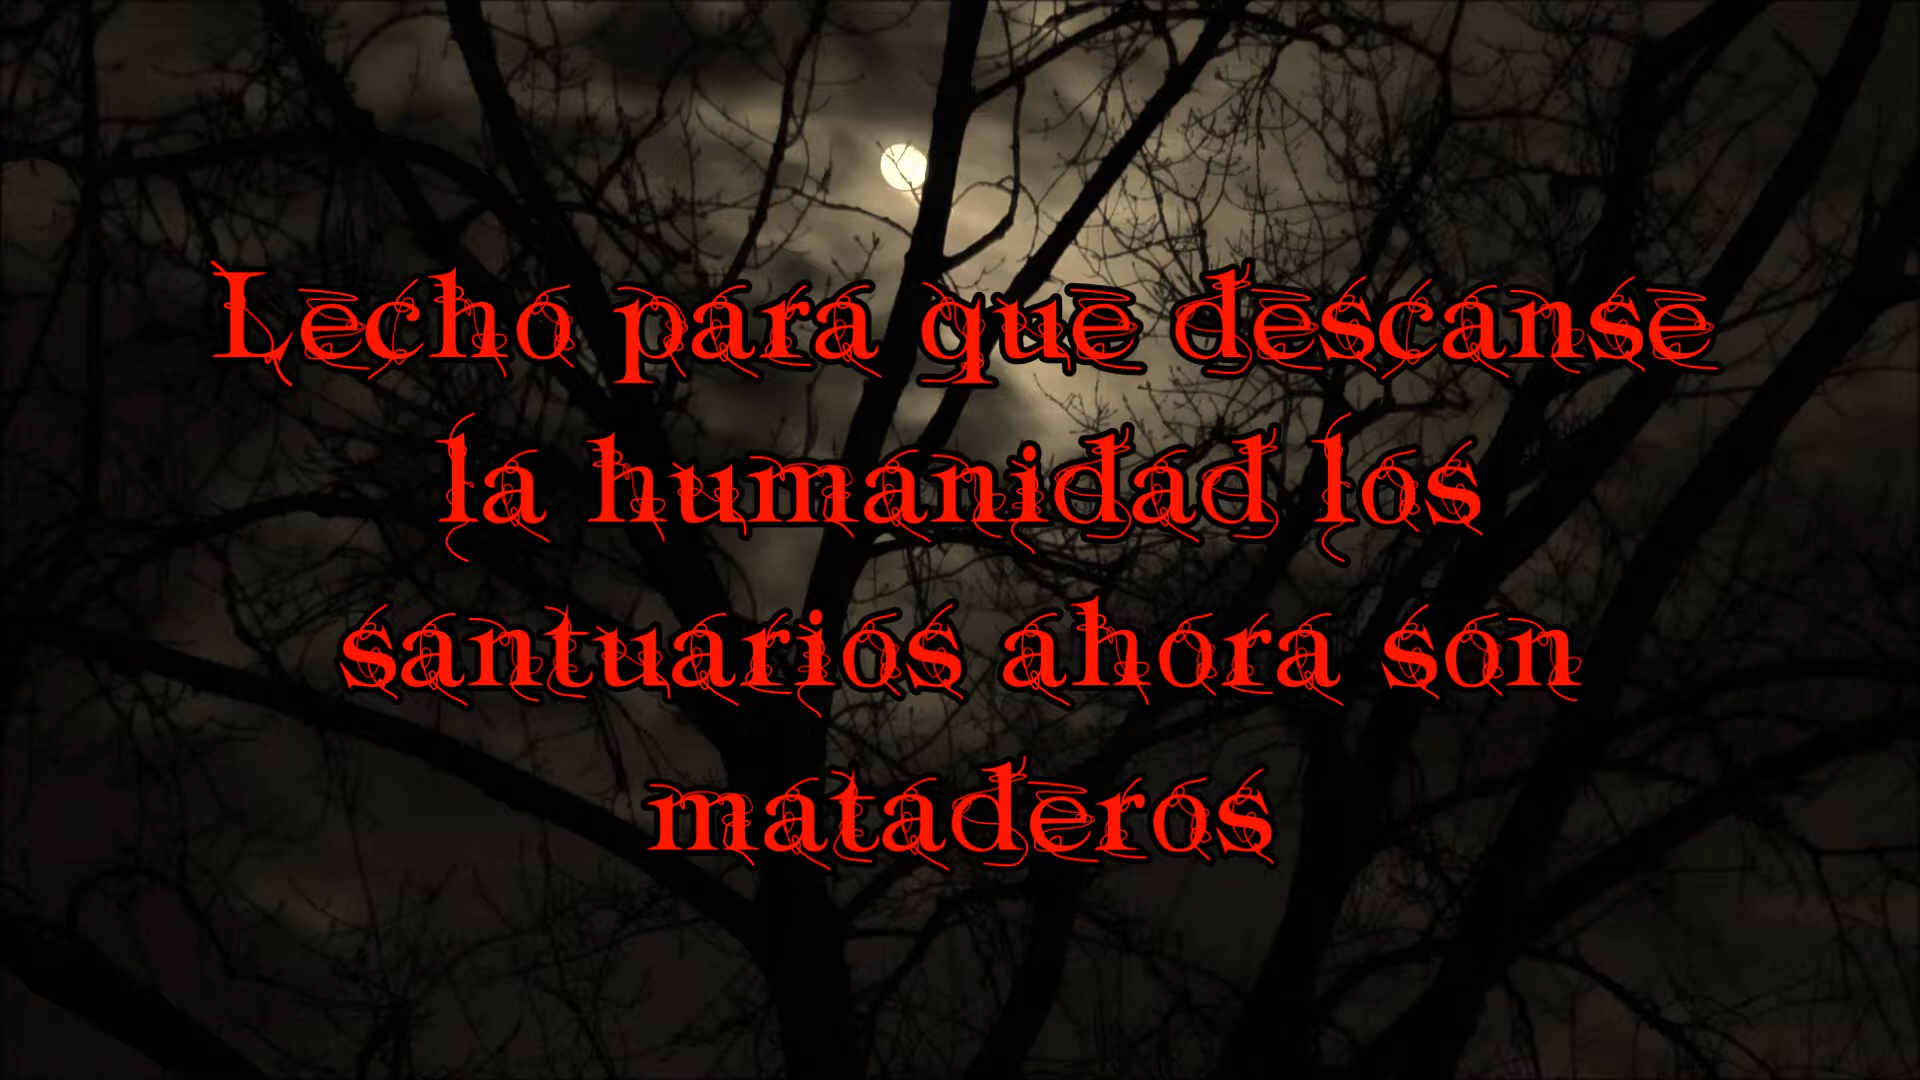 Lecho para que descanse
la humanidad los
santuarios ahora son
mataderos